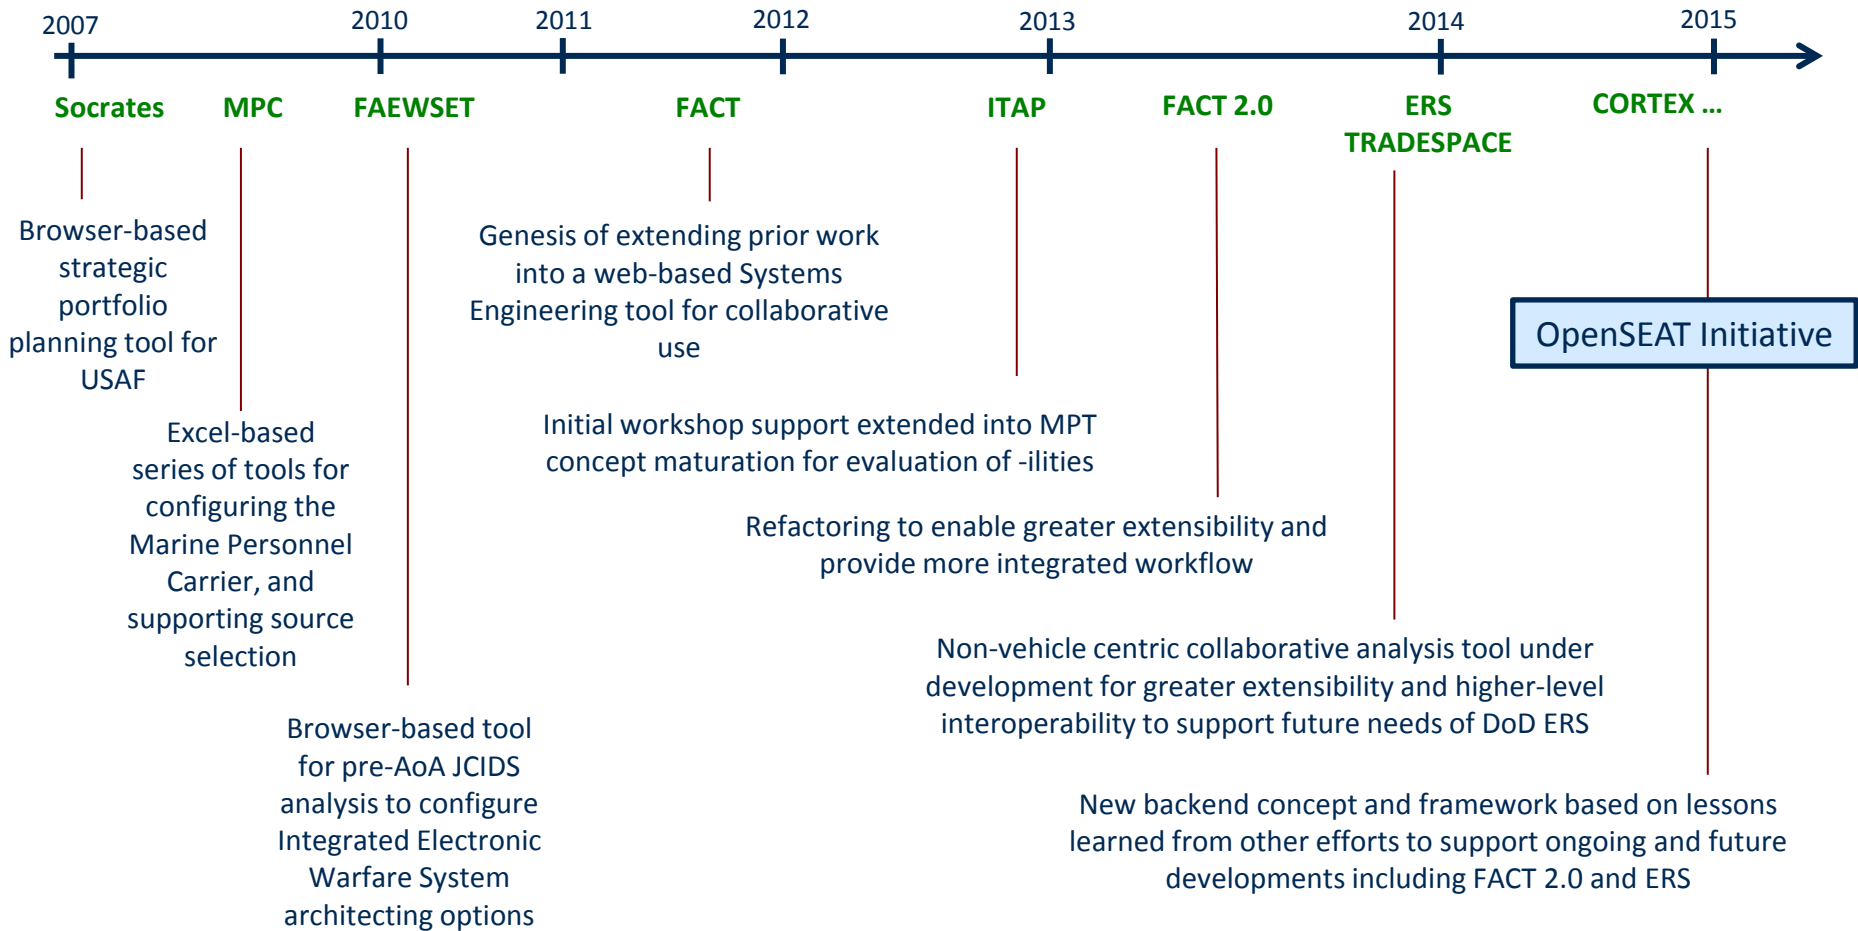 2007
2010
2011
2012
2013
2014
2015
Socrates
MPC
FAEWSET
FACT
ITAP
FACT 2.0
ERS
TRADESPACE
CORTEX ...
Browser-based
strategic
portfolio
planning tool for
USAF
Excel-based
series of tools for
configuring the
Marine Personnel
Carrier, and
supporting source
selection
Browser-based tool
for pre-AoA JCIDS
analysis to configure
Integrated Electronic
Warfare System
architecting options
Genesis of extending prior work
into a web-based Systems
Engineering tool for collaborative
use
Initial workshop support extended into MPT
concept maturation for evaluation of -ilities
Refactoring to enable greater extensibility and
provide more integrated workflow
Non-vehicle centric collaborative analysis tool under
development for greater extensibility and higher-level
interoperability to support future needs of DoD ERS
OpenSEAT Initiative
New backend concept and framework based on lessons
learned from other efforts to support ongoing and future
developments including FACT 2.0 and ERS